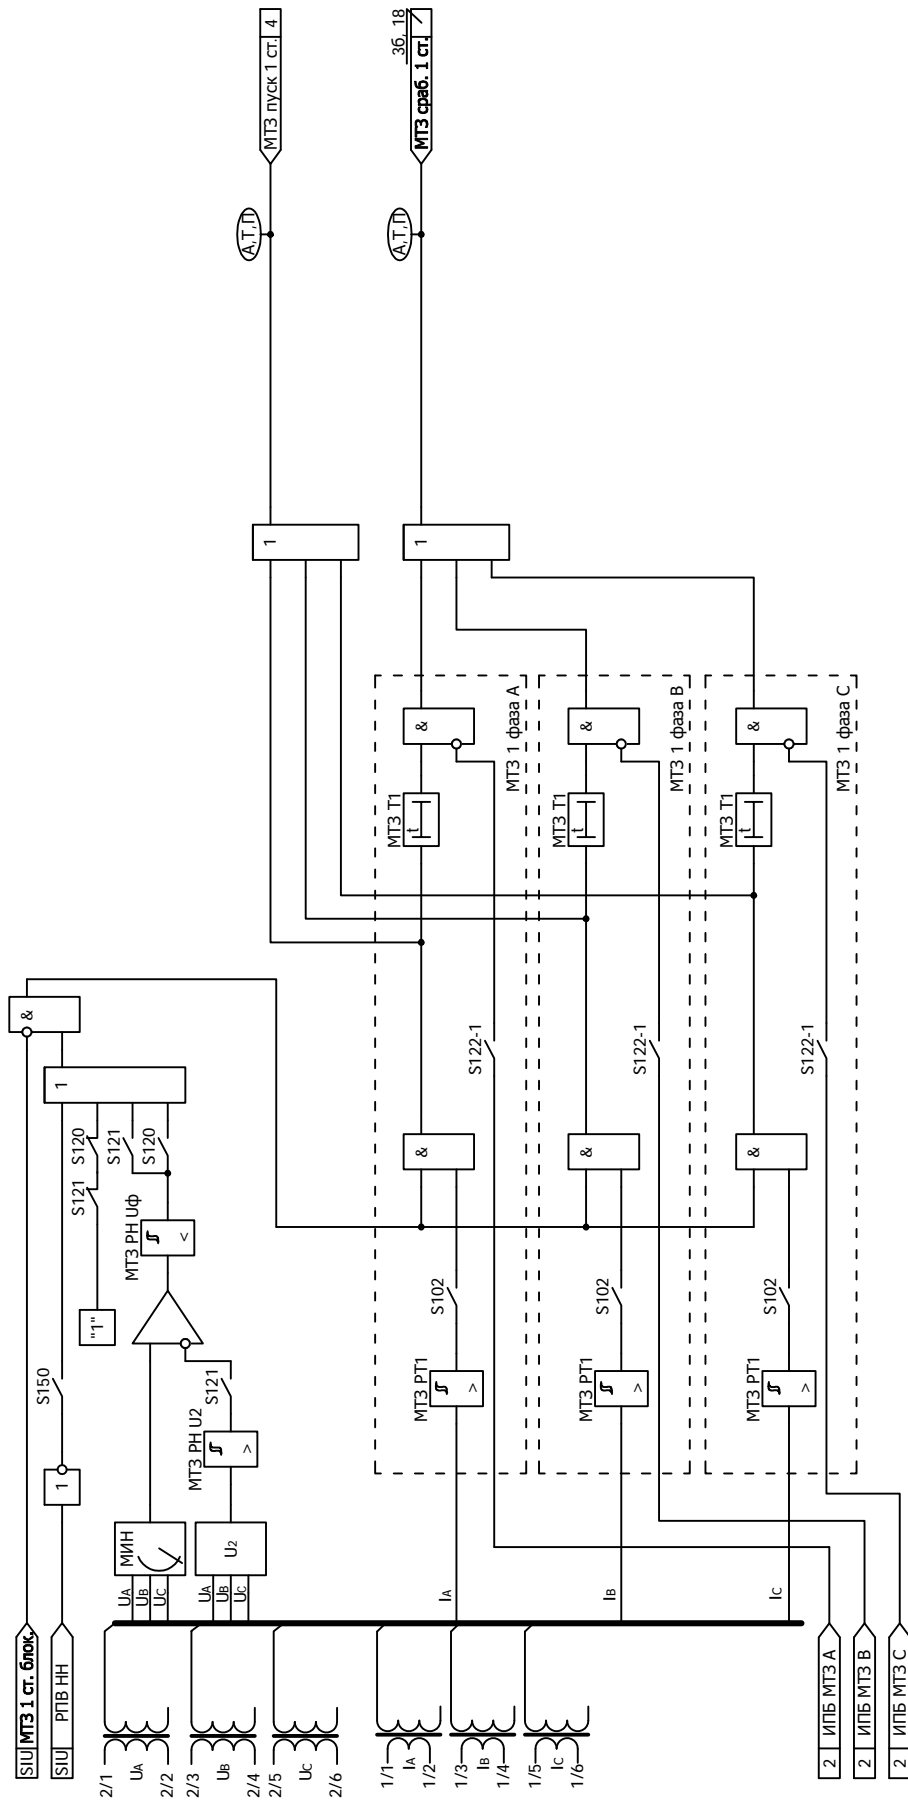 SIU МТЗ 1 ст. блок.
SIU РПВ НН
1
S150
"1"
S121
S120
S121
S120
1
&
2/1
UA
2/2
2/3
UB
2/4
2/5
UC
2/6
UA
UB
UC
МИН
UA
UB
UC
U2
МТЗ РН U2
>
S121
МТЗ РН Uф
<
1/1
IA
1/2
1/3
IB
1/4
1/5
IC
1/6
IA
МТЗ РТ1
>
S102
&
S122-1
МТЗ Т1
t
&
МТЗ 1 фаза А
IB
МТЗ РТ1
>
S102
&
S122-1
МТЗ Т1
t
&
МТЗ 1 фаза В
IC
МТЗ РТ1
>
S102
&
S122-1
МТЗ Т1
t
&
МТЗ 1 фаза С
2 ИПБ МТЗ А
2 ИПБ МТЗ В
2 ИПБ МТЗ С
1
А,Т,П
МТЗ пуск 1 ст. 4
1
А,Т,П
МТЗ сраб. 1 ст.
3б, 18